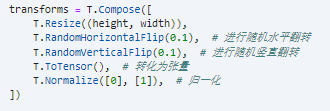 transforms = T.Compose([
T.Resize((height, width)),
T.RandomHorizontalFlip(0.1), # 进行随机水平翻转
T.RandomVerticalFlip(0.1), # 进行随机竖直翻转
T.ToTensor(), # 转化为张量
T.Normalize([0], [1]), # 归一化
])